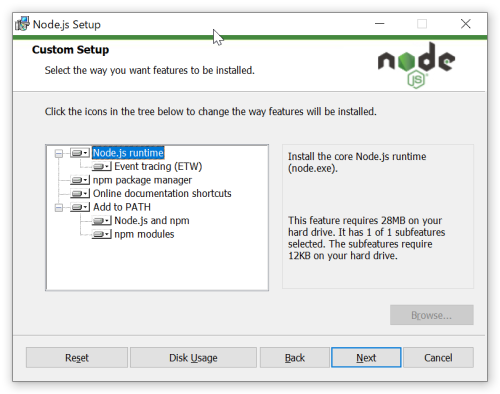 Node.js Setup
Custom Setup
Select the way you want features to be installed.
node
JS
Click the icons in the tree below to change the way features will be installed.
Node.js runtime
Event tracing (ETW)
npm package manager
Online documentation shortcuts
Add to PATH
Node.js and npm
npm modules
Install the core Node.js runtime
(node.exe).
This feature requires 28MB on your
hard drive. It has 1 of 1 subfeatures
selected. The subfeatures require
12KB on your hard drive.
Browse...
Reset
Disk Usage
Back
Next
Cancel